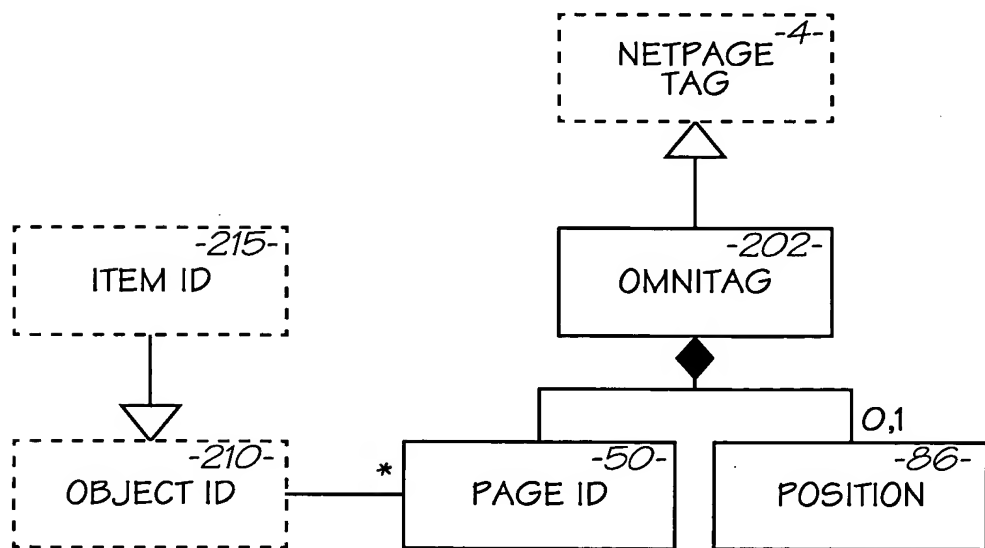 -4-
NETPAGE
TAG
-215-
ITEM ID
-202-
OMNITAG
0,1
-210-
OBJECT ID
*
-50-
PAGE ID
-86-
POSITION